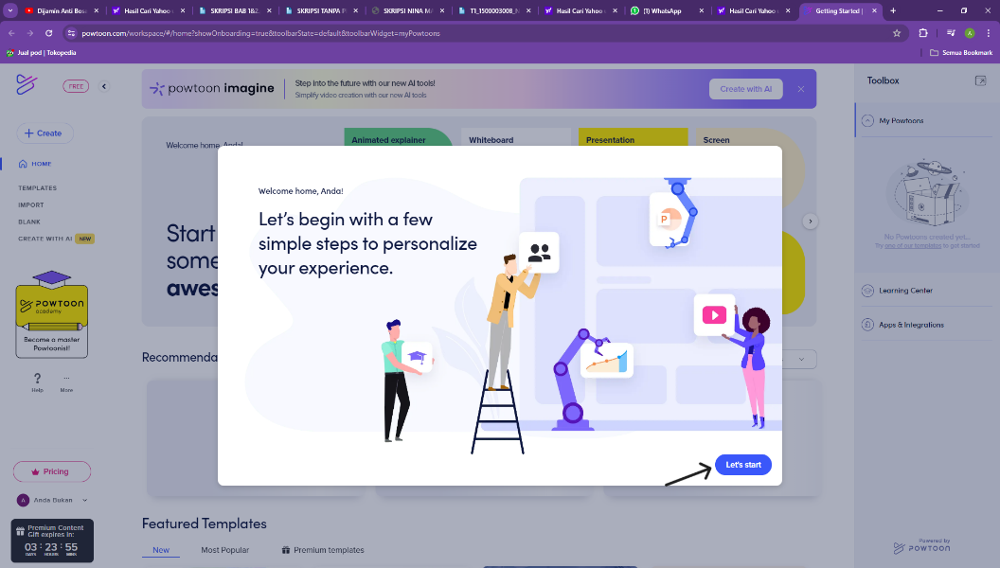 Dijamin Anti Bosa
Hasil Cari Yahoo
SKRIPSI BAB 1&2
SKRIPSI TANPA
SKRIPSI NINA MA
T1_1500003008_N
Hasil Cari Yahoo
(1) WhatsApp
Hasil Cari Yahoo
Getting Started |
powtoon.com/workspace/#/home?showOnboarding=true&toolbarState=default&toolbarWidget=myPowtoons
A
Jual pod | Tokopedia
Semua Bookmark
FREE
powtoon imagine
Step into the future with our new AI tools!
Simplify video creation with our new AI tools
Create with AI
Toolbox
+ Create
HOME
TEMPLATES
IMPORT
BLANK
CREATE WITH AI NEW
Welcome home, Anda!
Animated explainer
Whiteboard
Presentation
Screen
My Powtoons
No Powtoons created yet...
Try one of our templates to get started
Learning Center
Apps & Integrations
Start
some
awes
Welcome home, Anda!
Let's begin with a few
simple steps to personalize
your experience.
P
Let's start
POWTOON
academy
Become a master
Powtoonist!
?
Help
...
More
Recommenda
Pricing
A Anda Bukan
Premium Content
Gift expires in:
03 : 23 : 55
DAYS HOURS MINS
Featured Templates
New
Most Popular
Premium templates
Powered by
POWTOON